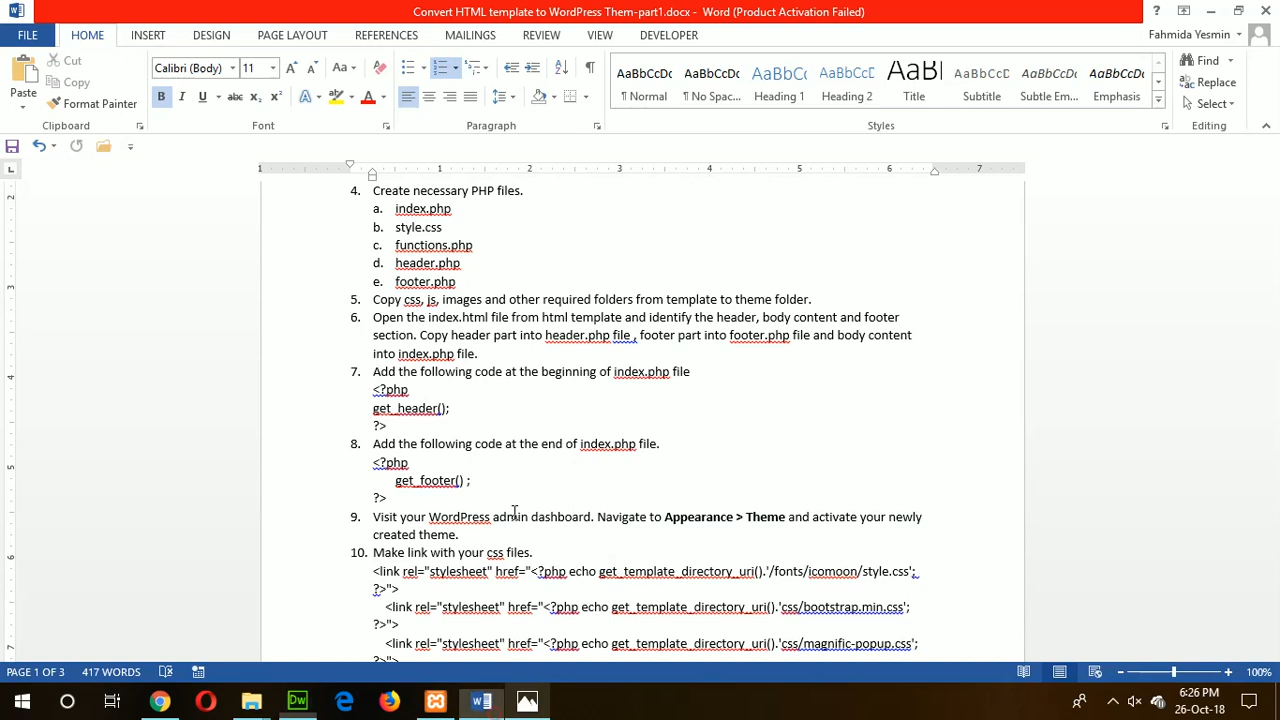 Convert HTML template to WordPress Them-part1.docx - Word (Product Activation Failed)
FILE HOME INSERT DESIGN PAGE LAYOUT REFERENCES MAILINGS REVIEW VIEW DEVELOPER
Fahmida Yesmin
Paste
Cut
Copy
Format Painter
Calibri (Body) 11
AaBbCcDc AaBbCcDc AaBbCc AaBbCcD AaBl AaBbCcD AaBbCcDc AaBbCcDc
¶ Normal ¶ No Spac... Heading 1 Heading 2 Title Subtitle Subtle Em... Emphasis
Find
Replace
Select
Clipboard Font Paragraph Styles Editing
1 1 2 3 4 5 6 7
4. Create necessary PHP files.
a. index.php
b. style.css
c. functions.php
d. header.php
e. footer.php
5. Copy css, js, images and other required folders from template to theme folder.
6. Open the index.html file from html template and identify the header, body content and footer
section. Copy header part into header.php file , footer part into footer.php file and body content
into index.php file.
7. Add the following code at the beginning of index.php file
<?php
get_header();
?>
8. Add the following code at the end of index.php file.
<?php
get_footer() ;
?>
9. Visit your WordPress admin dashboard. Navigate to Appearance > Theme and activate your newly
created theme.
10. Make link with your css files.
<link rel="stylesheet" href="<?php echo get_template_directory_uri().'/fonts/icomoon/style.css';
?>">
<link rel="stylesheet" href="<?php echo get_template_directory_uri().'css/bootstrap.min.css';
?>">
<link rel="stylesheet" href="<?php echo get_template_directory_uri().'css/magnific-popup.css';
?>">
PAGE 1 OF 3 417 WORDS
100%
6:26 PM
26-Oct-18